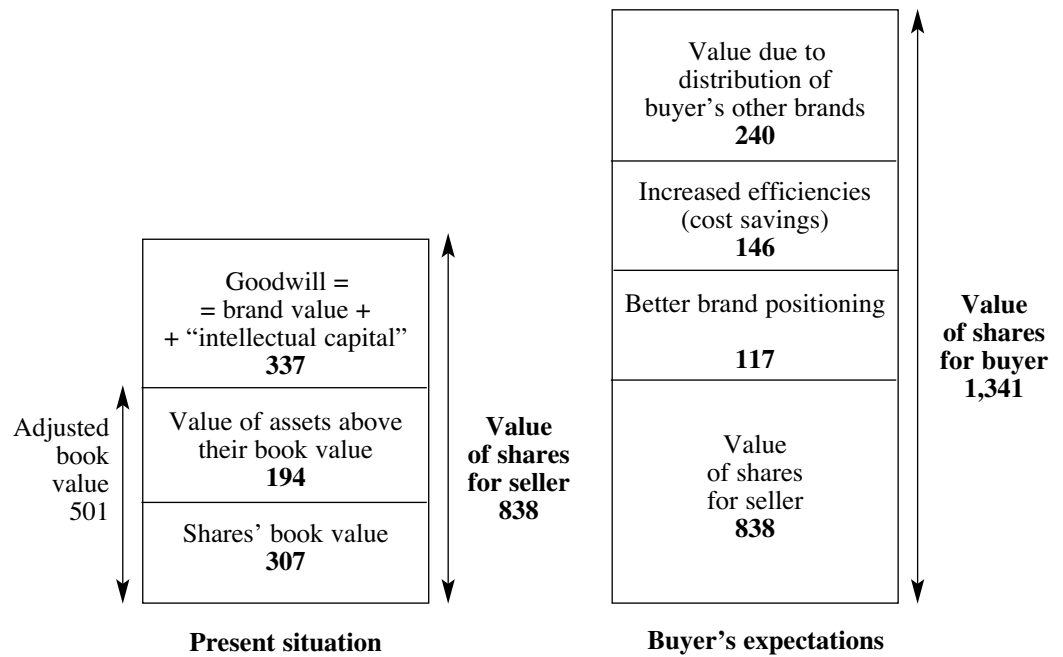 Adjusted
book
value
501
Goodwill =
= brand value +
+ “intellectual capital”
337
Value of assets above
their book value
194
Shares’ book value
307
Value
of shares
for seller
838
Present situation
Value due to
distribution of
buyer’s other brands
240
Increased efficiencies
(cost savings)
146
Better brand positioning
117
Value
of shares
for seller
838
Value
of shares
for buyer
1,341
Buyer’s expectations